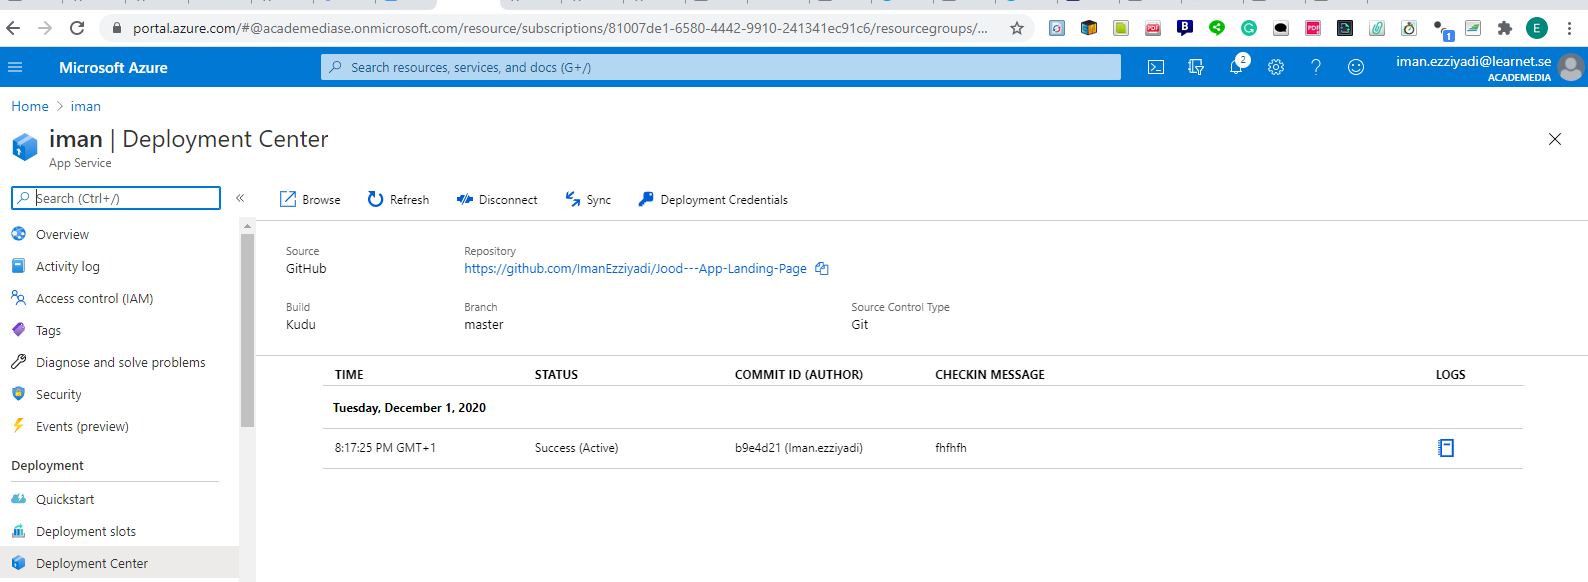 portal.azure.com/#@academediase.onmicrosoft.com/resource/subscriptions/81007de1-6580-4442-9910-241341ec91c6/resourcegroups/...
1
E
Microsoft Azure
Search resources, services, and docs (G+/)
2
iman.ezziyadi@learnet.se
ACADEMEDIA
Home > iman
iman | Deployment Center
App Service
Search (Ctrl+/)
«
Browse
Refresh
Disconnect
Sync
Deployment Credentials
Overview
Activity log
Access control (IAM)
Tags
Diagnose and solve problems
Security
Events (preview)
Deployment
Quickstart
Deployment slots
Deployment Center
Source
GitHub
Repository
https://github.com/ImanEzziyadi/Jood---App-Landing-Page
Build
Kudu
Branch
master
Source Control Type
Git
TIME STATUS COMMIT ID (AUTHOR) CHECKIN MESSAGE LOGS
Tuesday, December 1, 2020
8:17:25 PM GMT+1 Success (Active) b9e4d21 (Iman.ezziyadi) fhfhfh